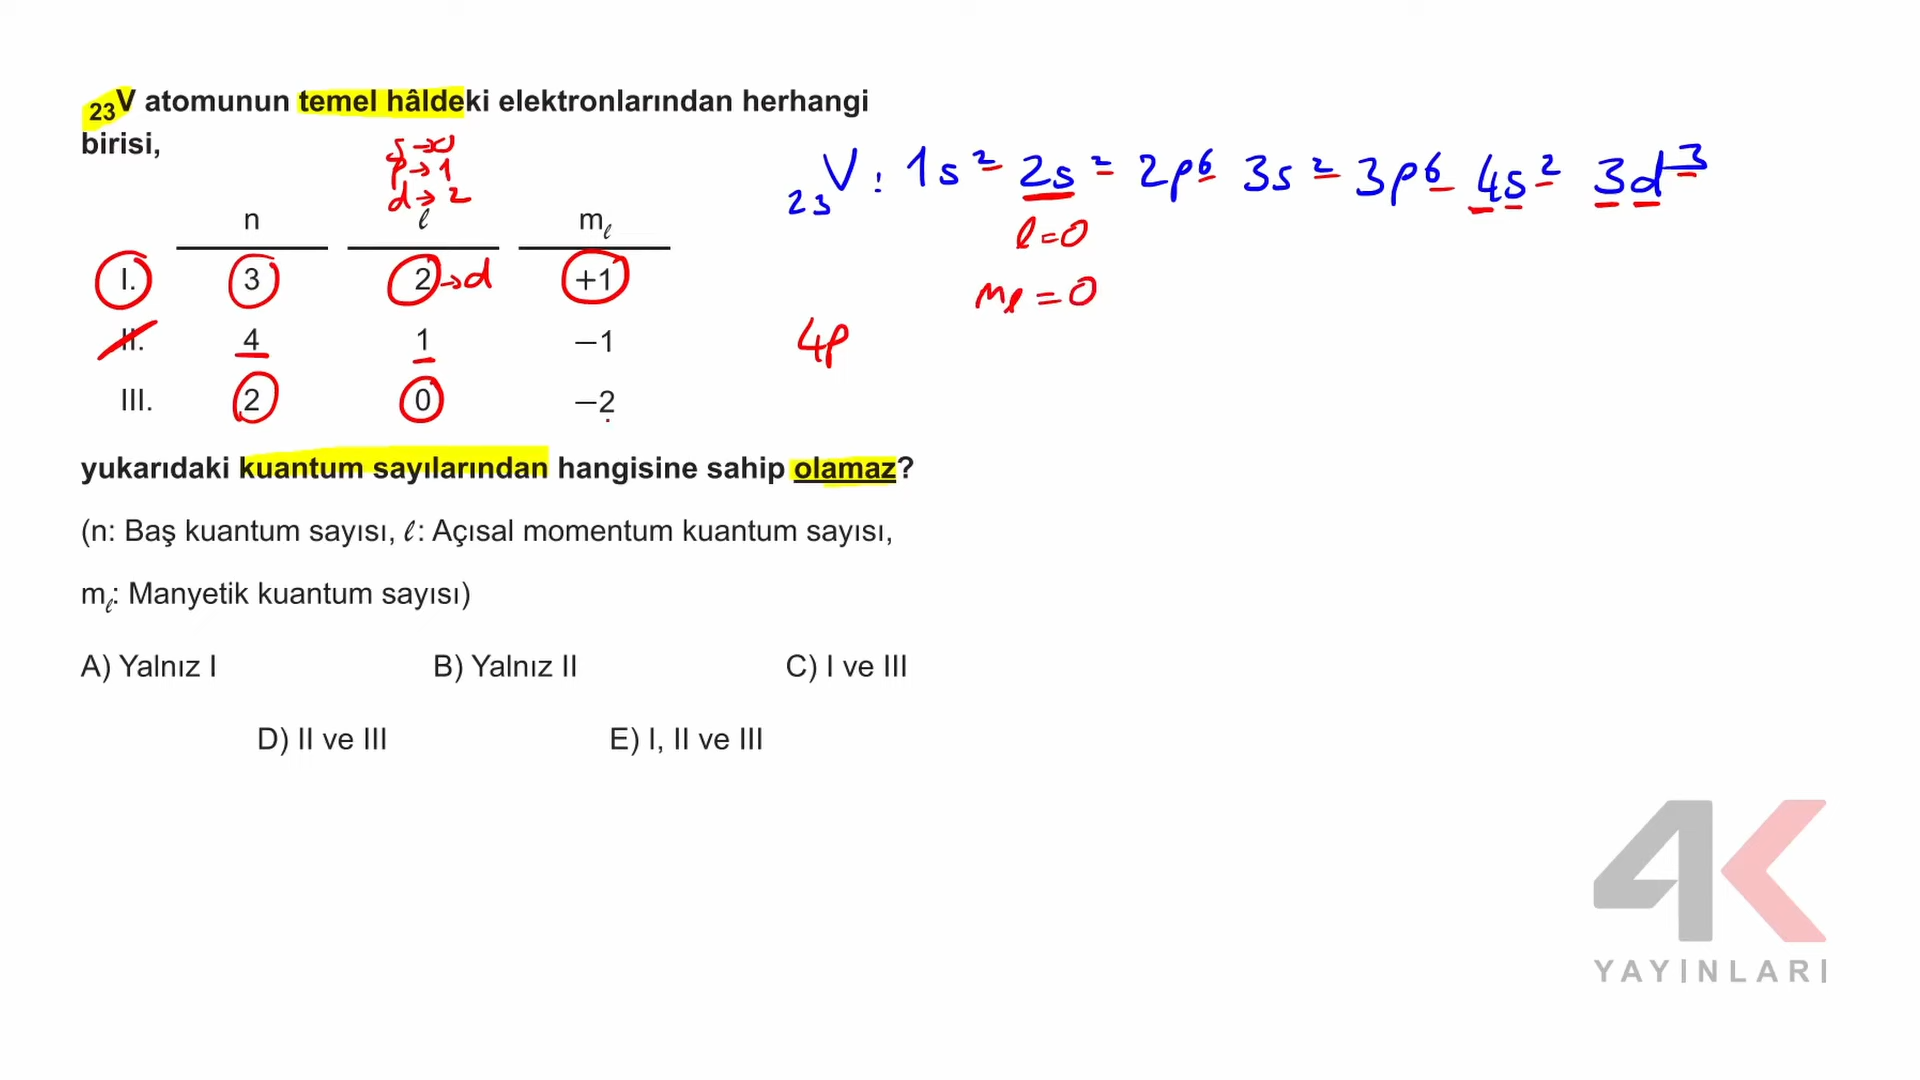 ₂₃V atomunun temel hâldeki elektronlarından herhangi
birisi,
s→0
p→1
d→2
n ℓ mℓ
I. 3 2→d +1
II. 4 1 −1
III. 2 0 −2
yukarıdaki kuantum sayılarından hangisine sahip olamaz?
(n: Baş kuantum sayısı, ℓ: Açısal momentum kuantum sayısı,
mℓ: Manyetik kuantum sayısı)
A) Yalnız I B) Yalnız II C) I ve III
D) II ve III E) I, II ve III
₂₃V: 1s² 2s² 2p⁶ 3s² 3p⁶ 4s² 3d³
l=0
mℓ=0
4p
4K
YAYINLARI